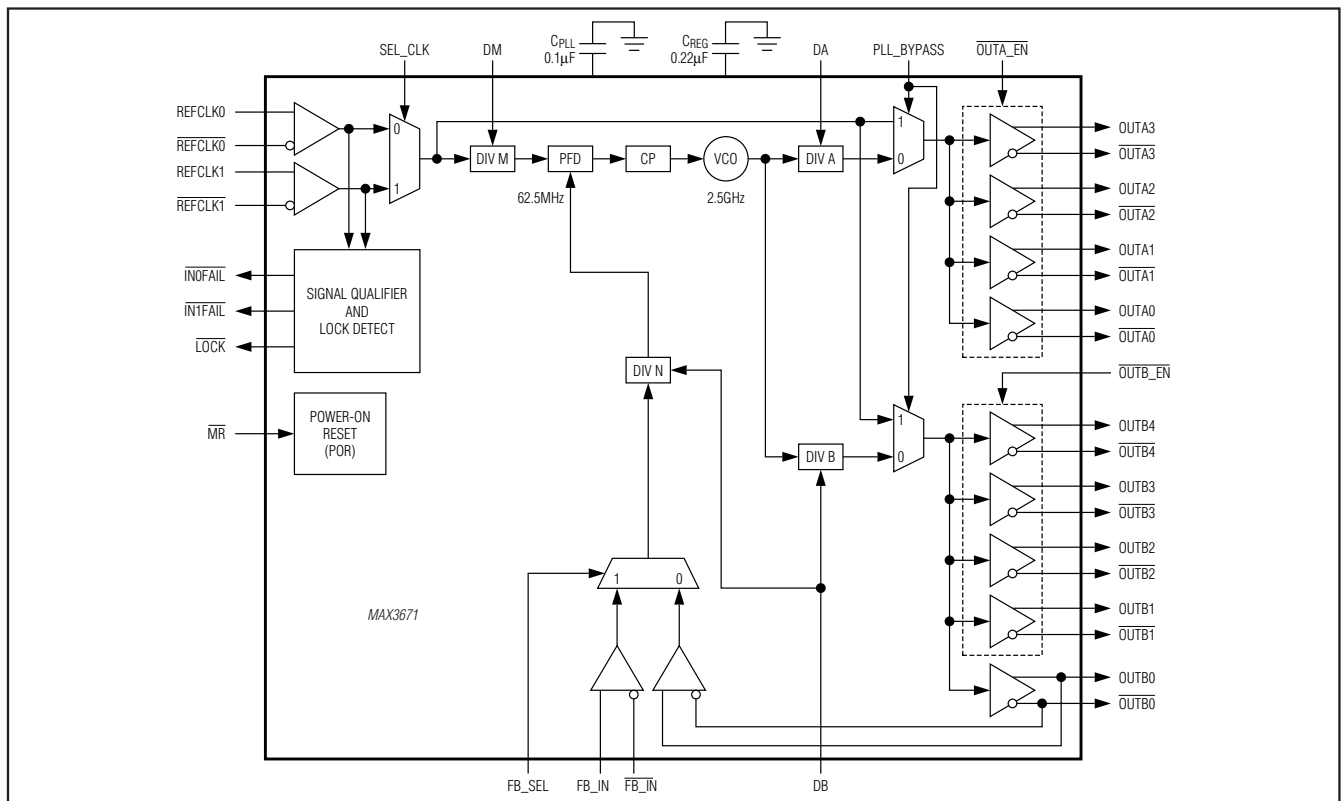 SEL_CLK
DM
C_PLL
0.1μF
C_REG
0.22μF
DA
PLL_BYPASS
OUTA_EN
REFCLK0
REFCLK0
REFCLK1
REFCLK1
0
1
DIV M
PFD
62.5MHz
CP
VCO
2.5GHz
DIV A
1
0
OUTA3
OUTA3
OUTA2
OUTA2
OUTA1
OUTA1
OUTA0
OUTA0
IN0FAIL
IN1FAIL
LOCK
SIGNAL QUALIFIER
AND
LOCK DETECT
MR
POWER-ON
RESET
(POR)
DIV N
DIV B
1
0
OUTB_EN
OUTB4
OUTB4
OUTB3
OUTB3
OUTB2
OUTB2
OUTB1
OUTB1
OUTB0
OUTB0
1 0
MAX3671
FB_SEL
FB_IN
FB_IN
DB